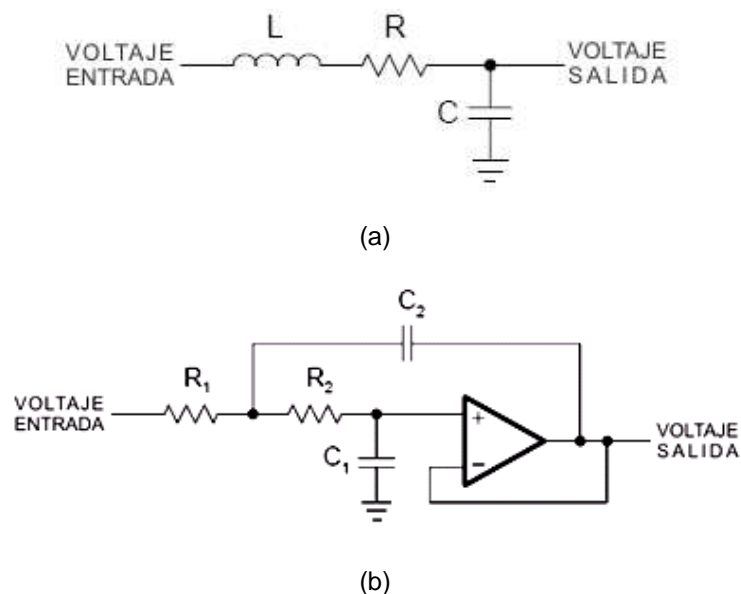 L
R
VOLTAJE
ENTRADA
VOLTAJE
SALIDA
C
(a)
C₂
R₁
R₂
VOLTAJE
ENTRADA
+
−
VOLTAJE
SALIDA
C₁
(b)